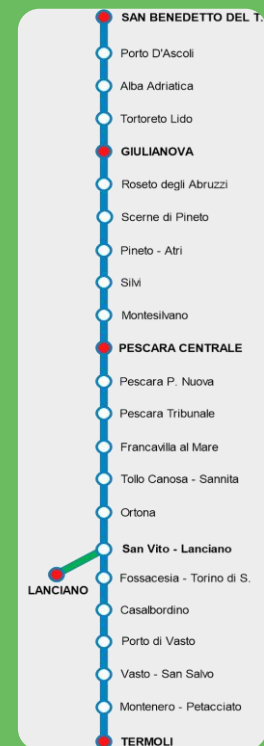 SAN BENEDETTO DEL T.
Porto D'Ascoli
Alba Adriatica
Tortoreto Lido
GIULIANOVA
Roseto degli Abruzzi
Scerne di Pineto
Pineto - Atri
Silvi
Montesilvano
PESCARA CENTRALE
Pescara P. Nuova
Pescara Tribunale
Francavilla al Mare
Tollo Canosa - Sannita
Ortona
San Vito - Lanciano
LANCIANO
Fossacesia - Torino di S.
Casalbordino
Porto di Vasto
Vasto - San Salvo
Montenero - Petacciato
TERMOLI